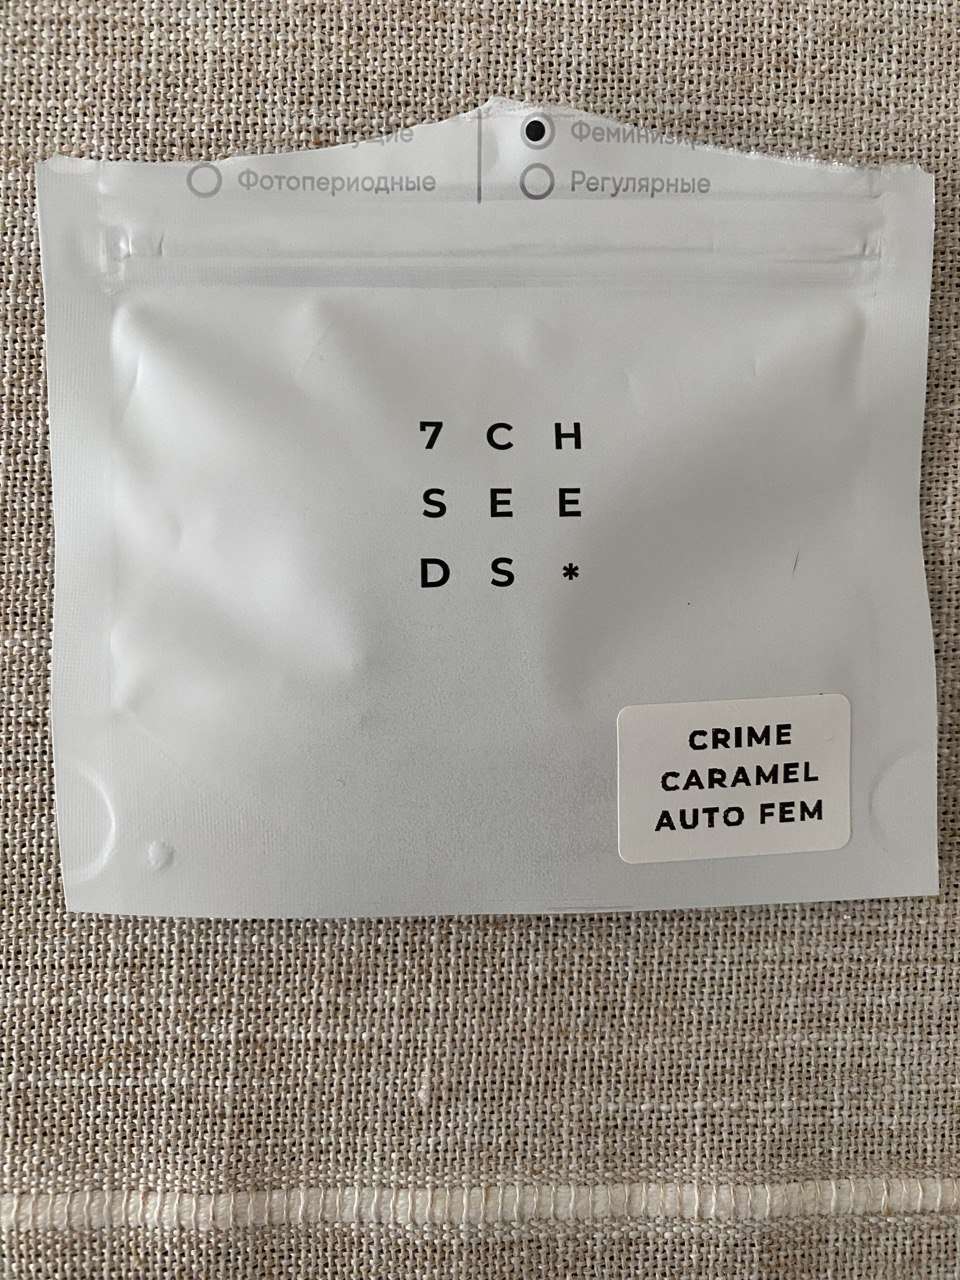 Фотопериодные
Регулярные
7 C H
S E E
D S *
CRIME
CARAMEL
AUTO FEM